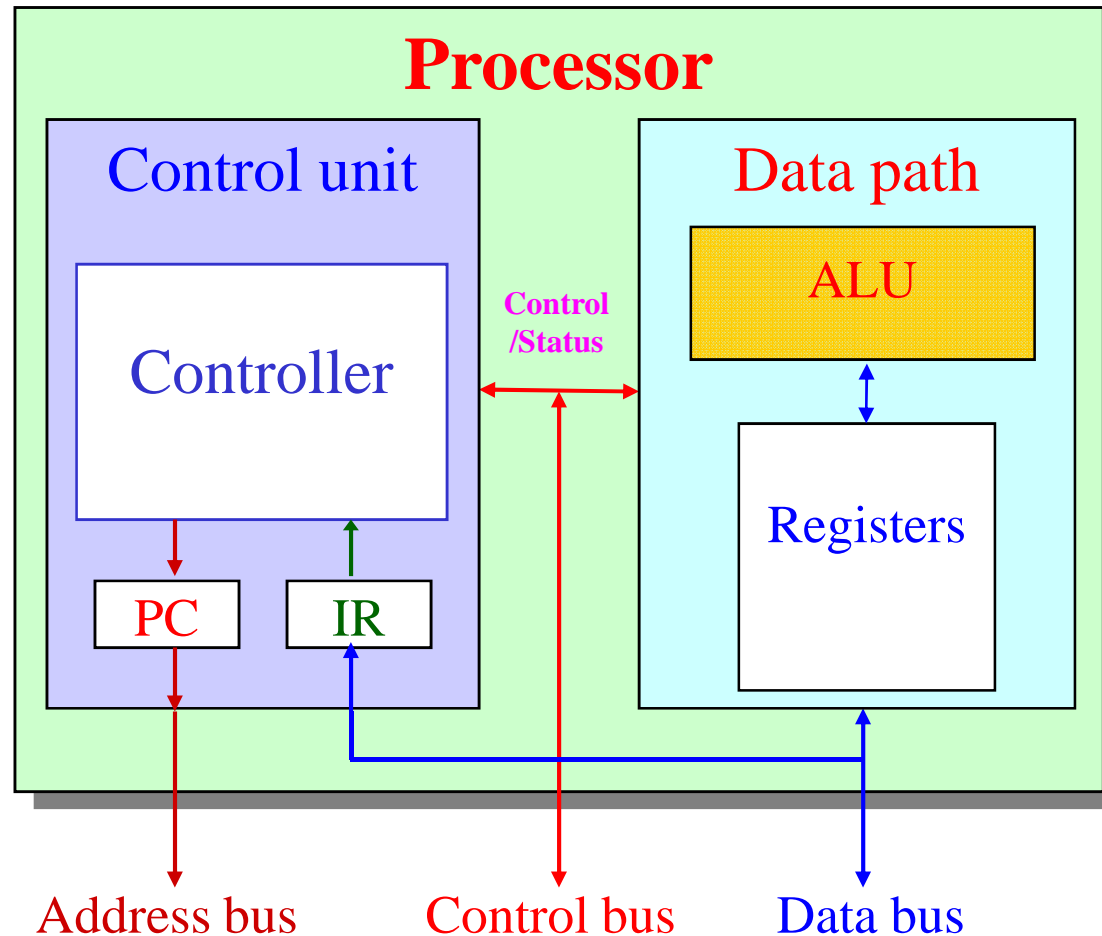 Processor
Control unit
Data path
ALU
Control
/Status
Controller
Registers
PC
IR
Address bus
Control bus
Data bus